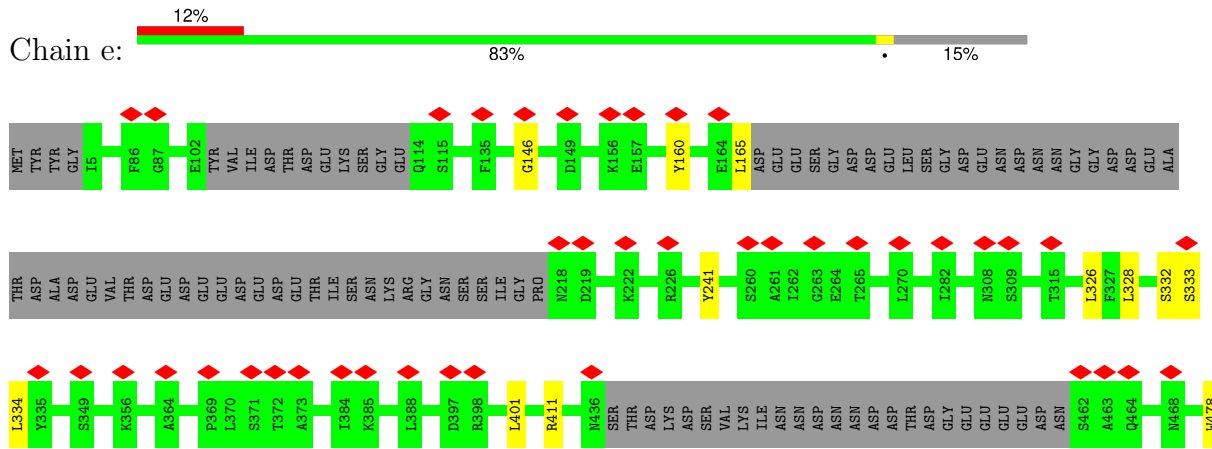 12%
Chain e:
83% • 15%
MET TYR TYR GLY I5 F86 G87 E102 TYR VAL ILE ASP THR ASP GLU LYS SER GLY GLU Q114 S115 F135 G146 D149 K156 E157 Y160 E164 L165 ASP GLU GLU SER GLY ASP ASP GLU LEU SER GLY ASP GLU ASN ASP ASN ASN GLY GLY ASP ASP GLU ALA
THR ASP ALA ASP GLU VAL THR ASP GLU ASP GLU GLU ASP GLU ASP GLU THR ILE SER ASN LYS ARG GLY ASN SER SER ILE GLY PRO N218 D219 K222 R226 Y241 S260 A261 I262 G263 E264 T265 L270 I282 N308 S309 T315 L326 F327 L328 S332 S333
L334 Y335 S349 K356 A364 P369 L370 S371 T372 A373 I384 K385 L388 D397 R398 L401 R411 N436 SER THR ASP LYS ASP SER VAL LYS ILE ASN ASN ASP ASN ASN ASP ASP THR ASP GLY GLU GLU GLU GLU ASP ASN S462 A463 Q464 N468 W478